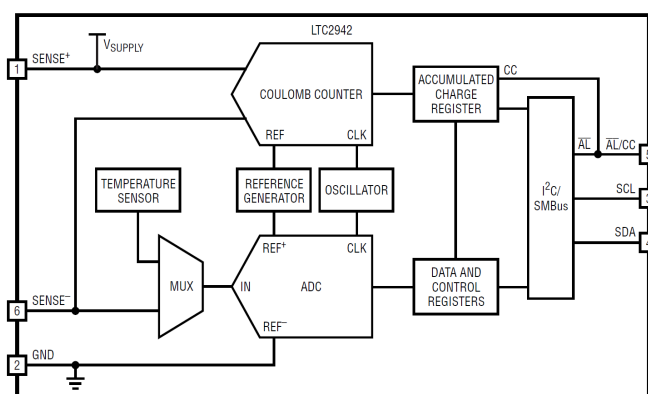 LTC2942
VSUPPLY
1
SENSE+
COULOMB COUNTER
REF
CLK
ACCUMULATED
CHARGE
REGISTER
CC
AL
AL/CC
5
TEMPERATURE
SENSOR
REFERENCE
GENERATOR
OSCILLATOR
I2C/
SMBus
SCL
3
SDA
4
REF+
CLK
MUX
IN
ADC
REF−
DATA AND
CONTROL
REGISTERS
6
SENSE−
2
GND